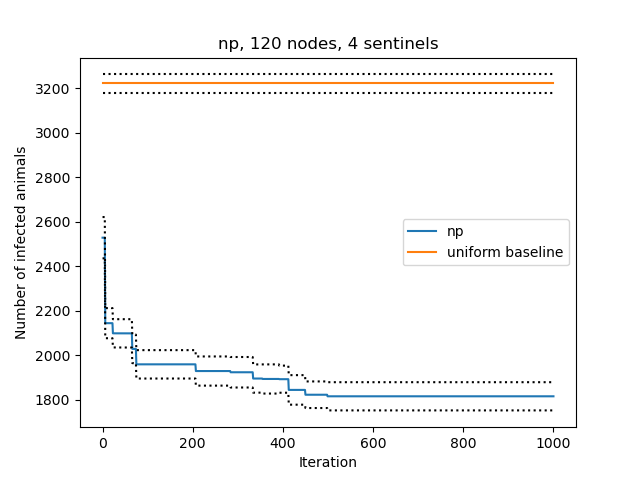 np, 120 nodes, 4 sentinels
Number of infected animals
3200
3000
2800
2600
2400
2200
2000
1800
np
uniform baseline
0 200 400 600 800 1000
Iteration